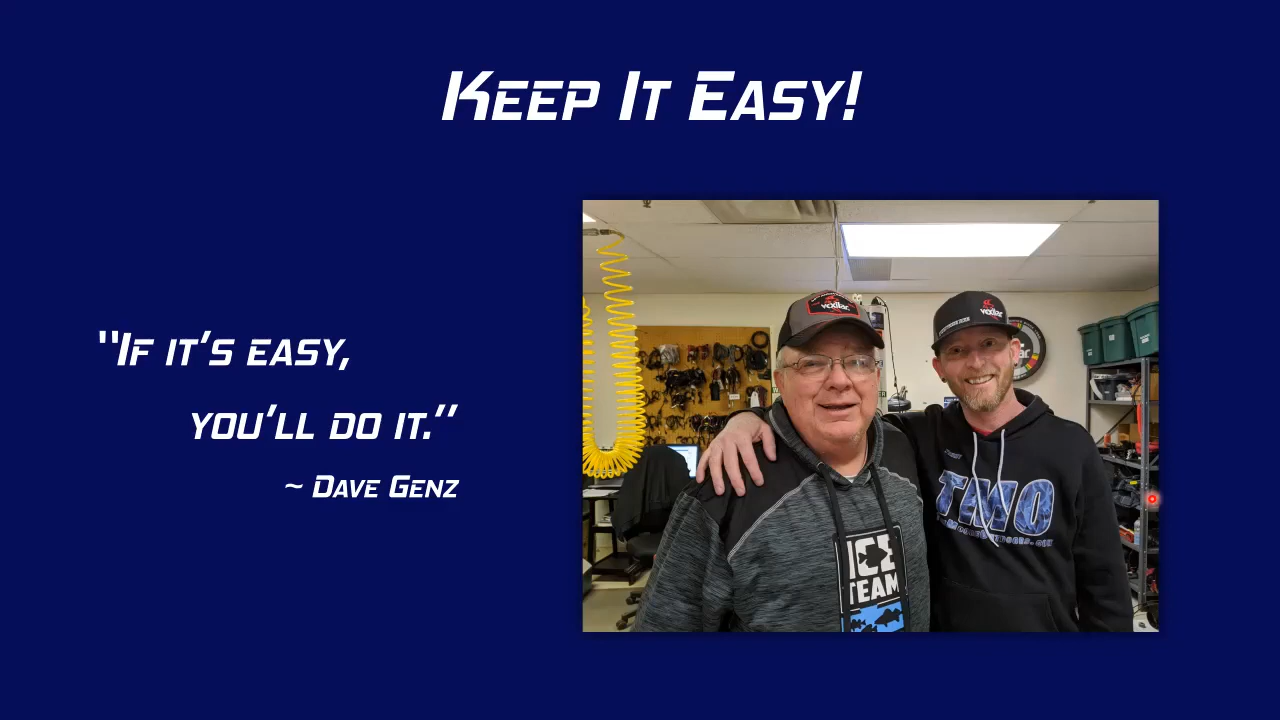 Keep It Easy!
"If it's easy,
you'll do it."
~ Dave Genz
vexilar
vexilar
ICE
TEAM
TMO